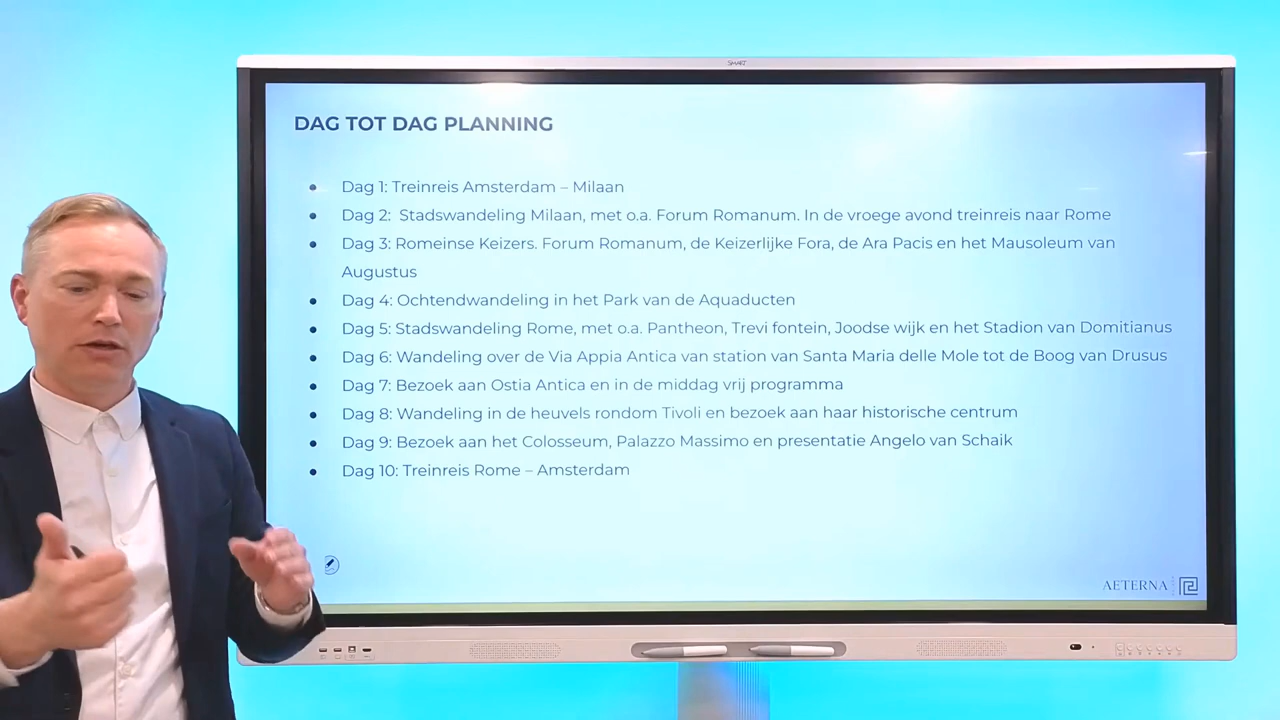 SMART
DAG TOT DAG PLANNING
• Dag 1: Treinreis Amsterdam – Milaan
• Dag 2: Stadswandeling Milaan, met o.a. Forum Romanum. In de vroege avond treinreis naar Rome
• Dag 3: Romeinse Keizers. Forum Romanum, de Keizerlijke Fora, de Ara Pacis en het Mausoleum van
Augustus
• Dag 4: Ochtendwandeling in het Park van de Aquaducten
• Dag 5: Stadswandeling Rome, met o.a. Pantheon, Trevi fontein, Joodse wijk en het Stadion van Domitianus
• Dag 6: Wandeling over de Via Appia Antica van station van Santa Maria delle Mole tot de Boog van Drusus
• Dag 7: Bezoek aan Ostia Antica en in de middag vrij programma
• Dag 8: Wandeling in de heuvels rondom Tivoli en bezoek aan haar historische centrum
• Dag 9: Bezoek aan het Colosseum, Palazzo Massimo en presentatie Angelo van Schaik
• Dag 10: Treinreis Rome – Amsterdam
AETERNA